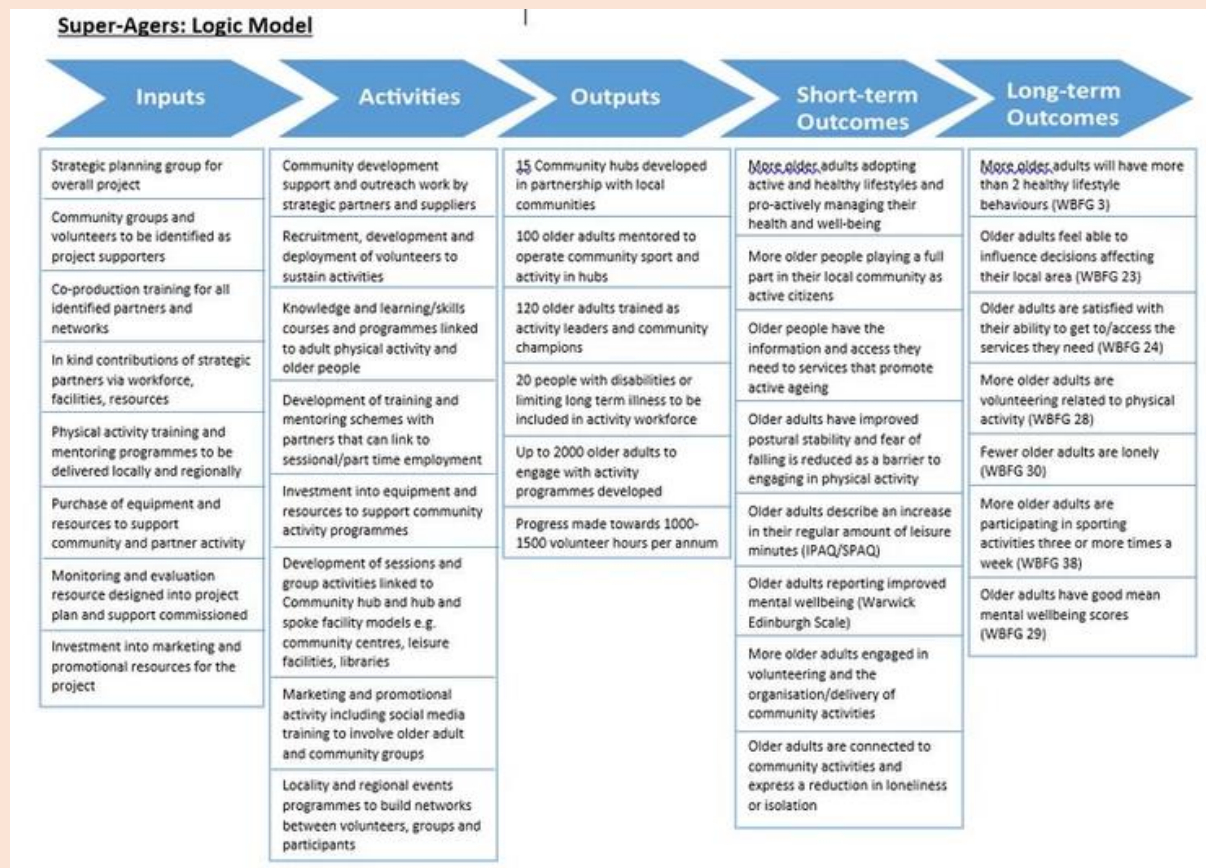 Super-Agers: Logic Model
Inputs
Activities
Outputs
Short-term
Outcomes
Long-term
Outcomes
Strategic planning group for
overall project
Community groups and
volunteers to be identified as
project supporters
Co-production training for all
identified partners and
networks
In kind contributions of strategic
partners via workforce,
facilities, resources
Physical activity training and
mentoring programmes to be
delivered locally and regionally
Purchase of equipment and
resources to support
community and partner activity
Monitoring and evaluation
resource designed into project
plan and support commissioned
Investment into marketing and
promotional resources for the
project
Community development
support and outreach work by
strategic partners and suppliers
Recruitment, development and
deployment of volunteers to
sustain activities
Knowledge and learning/skills
courses and programmes linked
to adult physical activity and
older people
Development of training and
mentoring schemes with
partners that can link to
sessional/part time employment
Investment into equipment and
resources to support community
activity programmes
Development of sessions and
group activities linked to
Community hub and hub and
spoke facility models e.g.
community centres, leisure
facilities, libraries
Marketing and promotional
activity including social media
training to involve older adult
and community groups
Locality and regional events
programmes to build networks
between volunteers, groups and
participants
15 Community hubs developed
in partnership with local
communities
100 older adults mentored to
operate community sport and
activity in hubs
120 older adults trained as
activity leaders and community
champions
20 people with disabilities or
limiting long term illness to be
included in activity workforce
Up to 2000 older adults to
engage with activity
programmes developed
Progress made towards 1000-
1500 volunteer hours per annum
More older adults adopting
active and healthy lifestyles and
pro-actively managing their
health and well-being
More older people playing a full
part in their local community as
active citizens
Older people have the
information and access they
need to services that promote
active ageing
Older adults have improved
postural stability and fear of
falling is reduced as a barrier to
engaging in physical activity
Older adults describe an increase
in their regular amount of leisure
minutes (IPAQ/SPAQ)
Older adults reporting improved
mental wellbeing (Warwick
Edinburgh Scale)
More older adults engaged in
volunteering and the
organisation/delivery of
community activities
Older adults are connected to
community activities and
express a reduction in loneliness
or isolation
More older adults will have more
than 2 healthy lifestyle
behaviours (WBFG 3)
Older adults feel able to
influence decisions affecting
their local area (WBFG 23)
Older adults are satisfied with
their ability to get to/access the
services they need (WBFG 24)
More older adults are
volunteering related to physical
activity (WBFG 28)
Fewer older adults are lonely
(WBFG 30)
More older adults are
participating in sporting
activities three or more times a
week (WBFG 38)
Older adults have good mean
mental wellbeing scores
(WBFG 29)